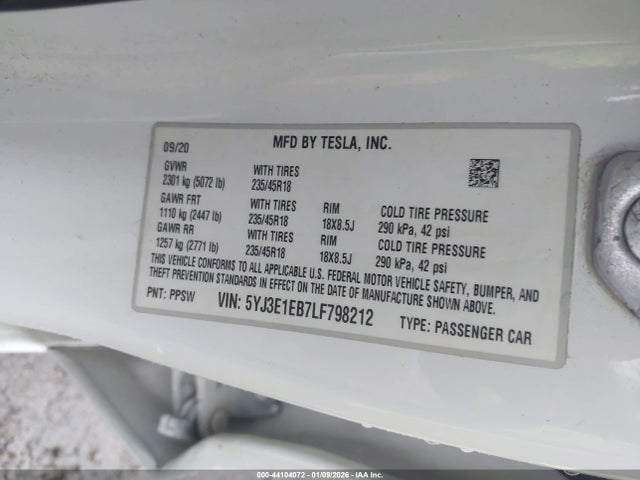 09/20 MFD BY TESLA, INC.
GVWR WITH TIRES
2301 kg (5072 lb) 235/45R18
GAWR FRT WITH TIRES RIM COLD TIRE PRESSURE
1110 kg (2447 lb) 235/45R18 18X8.5J 290 kPa, 42 psi
GAWR RR WITH TIRES RIM COLD TIRE PRESSURE
1257 kg (2771 lb) 235/45R18 18X8.5J 290 kPa, 42 psi
THIS VEHICLE CONFORMS TO ALL APPLICABLE U.S. FEDERAL MOTOR VEHICLE SAFETY, BUMPER, AND
THEFT PREVENTION STANDARDS IN EFFECT ON THE DATE OF MANUFACTURE SHOWN ABOVE.
PNT: PPSW VIN: 5YJ3E1EB7LF798212 TYPE: PASSENGER CAR
000-44104072 - 01/09/2026 - IAA Inc.